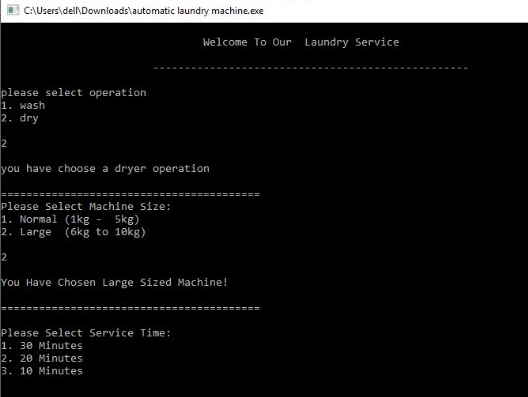 C:\Users\dell\Downloads\automatic laundry machine.exe
Welcome To Our  Laundry Service
--------------------------------------------------
please select operation
1. wash
2. dry
2
you have choose a dryer operation
=========================================
Please Select Machine Size:
1. Normal (1kg -  5kg)
2. Large  (6kg to 10kg)
2
You Have Chosen Large Sized Machine!
=========================================
Please Select Service Time:
1. 30 Minutes
2. 20 Minutes
3. 10 Minutes